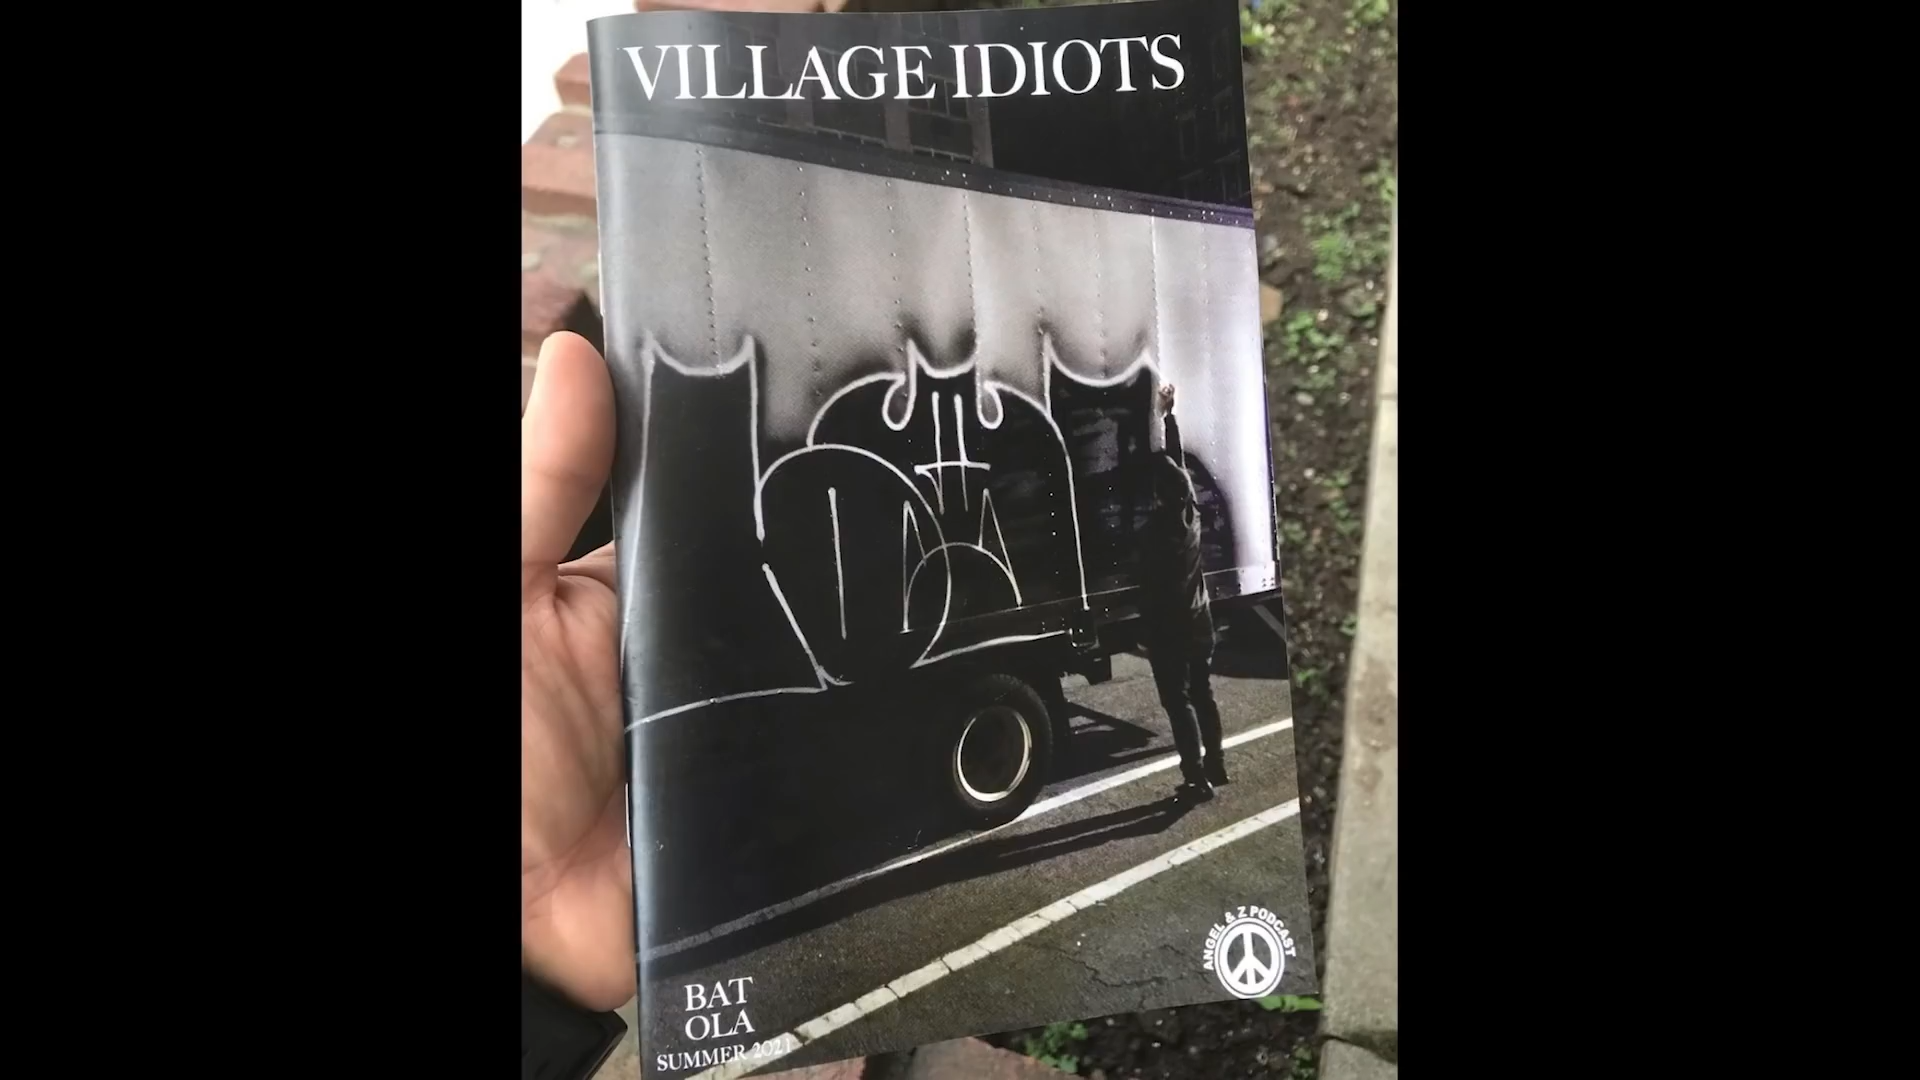 VILLAGE IDIOTS
ANGEL & Z PODCAST
BAT
OLA
SUMMER 2021